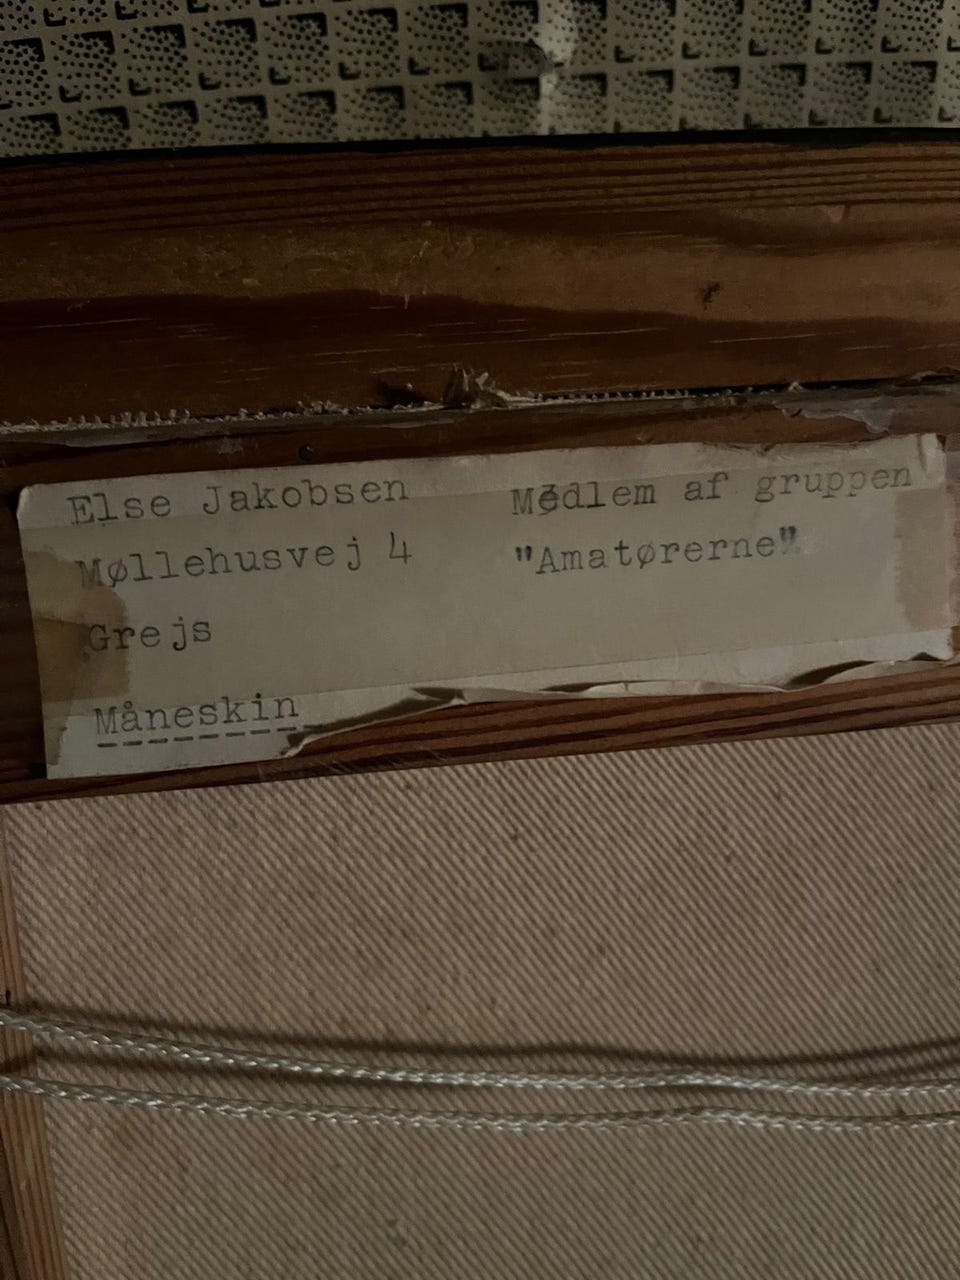 Else Jakobsen
Møllehusvej 4
Grejs
Måneskin
Medlem af gruppen
"Amatørerne"